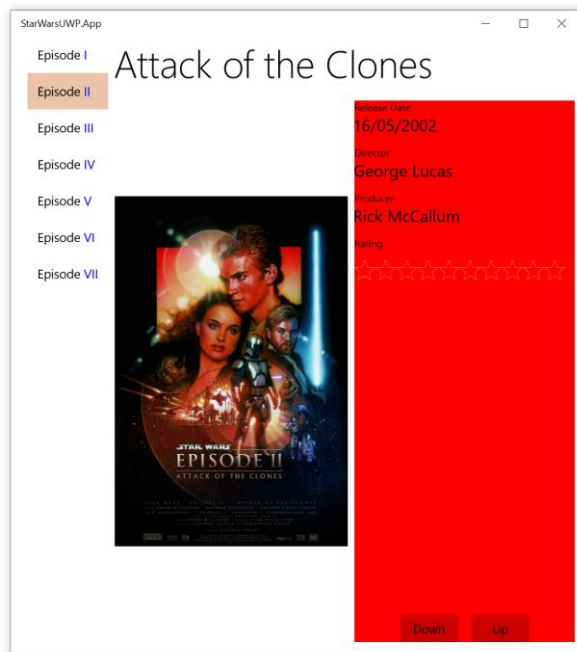 StarWarsUWP.App
Episode I
Episode II
Episode III
Episode IV
Episode V
Episode VI
Episode VII
Attack of the Clones
STAR WARS
EPISODE II
ATTACK OF THE CLONES
Release Date
16/05/2002
Director
George Lucas
Producer
Rick McCallum
Rating
Down
Up